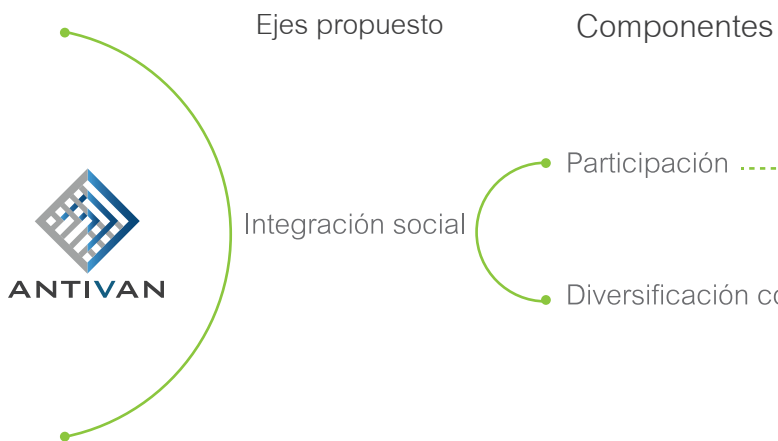 Ejes propuesto
Componentes
Participación
Integración social
ANTIVAN
Diversificación